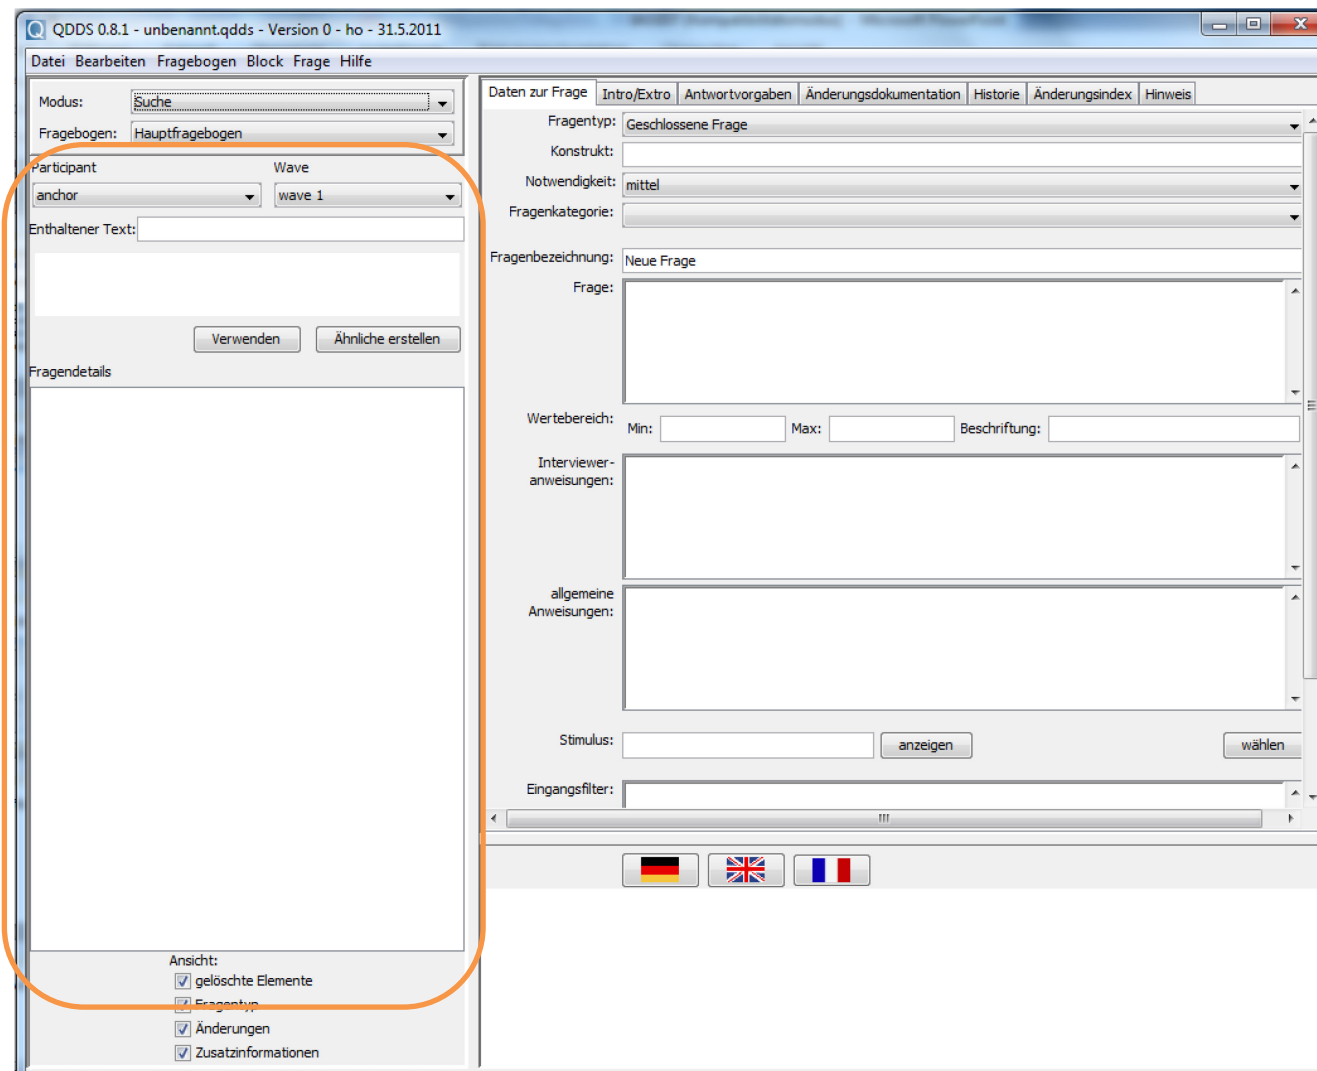 QDDS 0.8.1 - unbenannt.qdds - Version 0 - ho - 31.5.2011
Datei Bearbeiten Fragebogen Block Frage Hilfe
Modus: Suche
Fragebogen: Hauptfragebogen
Participant Wave
anchor wave 1
Enthaltener Text:
Verwenden Ähnliche erstellen
Fragendetails
Ansicht:
gelöschte Elemente
Fragentyp
Änderungen
Zusatzinformationen
Daten zur Frage Intro/Extro Antwortvorgaben Änderungsdokumentation Historie Änderungsindex Hinweis
Fragentyp: Geschlossene Frage
Konstrukt:
Notwendigkeit: mittel
Fragenkategorie:
Fragenbezeichnung: Neue Frage
Frage:
Wertebereich: Min: Max: Beschriftung:
Interviewer-
anweisungen:
allgemeine
Anweisungen:
Stimulus: anzeigen wählen
Eingangsfilter: